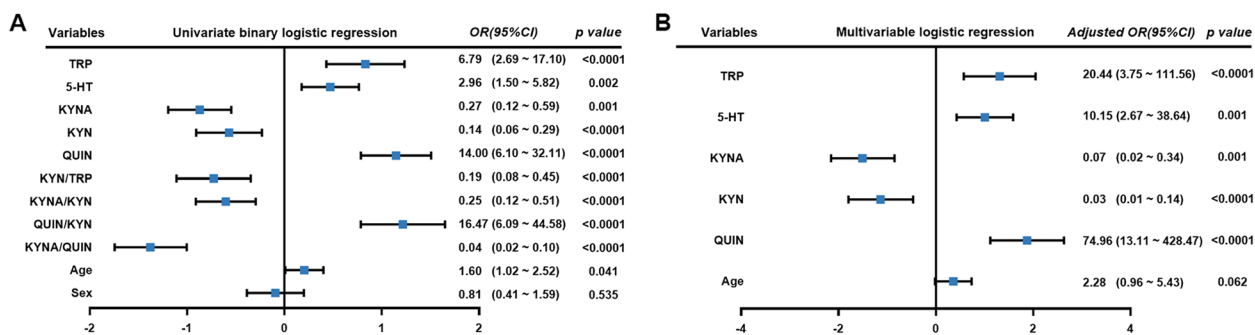 A
Variables Univariate binary logistic regression OR(95%CI) p value
TRP 6.79 (2.69 ~ 17.10) <0.0001
5-HT 2.96 (1.50 ~ 5.82) 0.002
KYNA 0.27 (0.12 ~ 0.59) 0.001
KYN 0.14 (0.06 ~ 0.29) <0.0001
QUIN 14.00 (6.10 ~ 32.11) <0.0001
KYN/TRP 0.19 (0.08 ~ 0.45) <0.0001
KYNA/KYN 0.25 (0.12 ~ 0.51) <0.0001
QUIN/KYN 16.47 (6.09 ~ 44.58) <0.0001
KYNA/QUIN 0.04 (0.02 ~ 0.10) <0.0001
Age 1.60 (1.02 ~ 2.52) 0.041
Sex 0.81 (0.41 ~ 1.59) 0.535
-2 -1 0 1 2
B
Variables Multivariable logistic regression Adjusted OR(95%CI) p value
TRP 20.44 (3.75 ~ 111.56) <0.0001
5-HT 10.15 (2.67 ~ 38.64) 0.001
KYNA 0.07 (0.02 ~ 0.34) 0.001
KYN 0.03 (0.01 ~ 0.14) <0.0001
QUIN 74.96 (13.11 ~ 428.47) <0.0001
Age 2.28 (0.96 ~ 5.43) 0.062
-4 -2 0 2 4